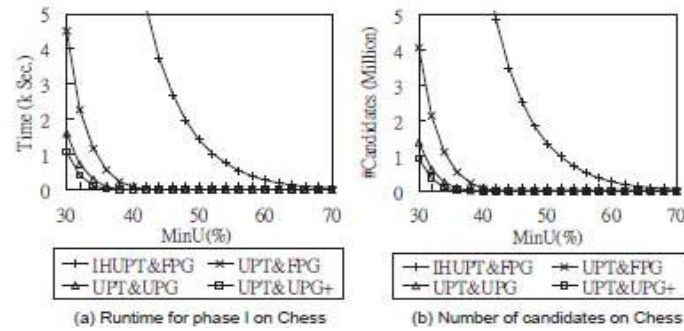 Time (k Sec.)
5
4
3
2
1
0
30 40 50 60 70
MinU(%)
IHUPT&FPG UPT&FPG
UPT&UPG UPT&UPG+
(a) Runtime for phase I on Chess
#Candidates (Million)
5
4
3
2
1
0
30 40 50 60 70
MinU(%)
IHUPT&FPG UPT&FPG
UPT&UPG UPT&UPG+
(b) Number of candidates on Chess